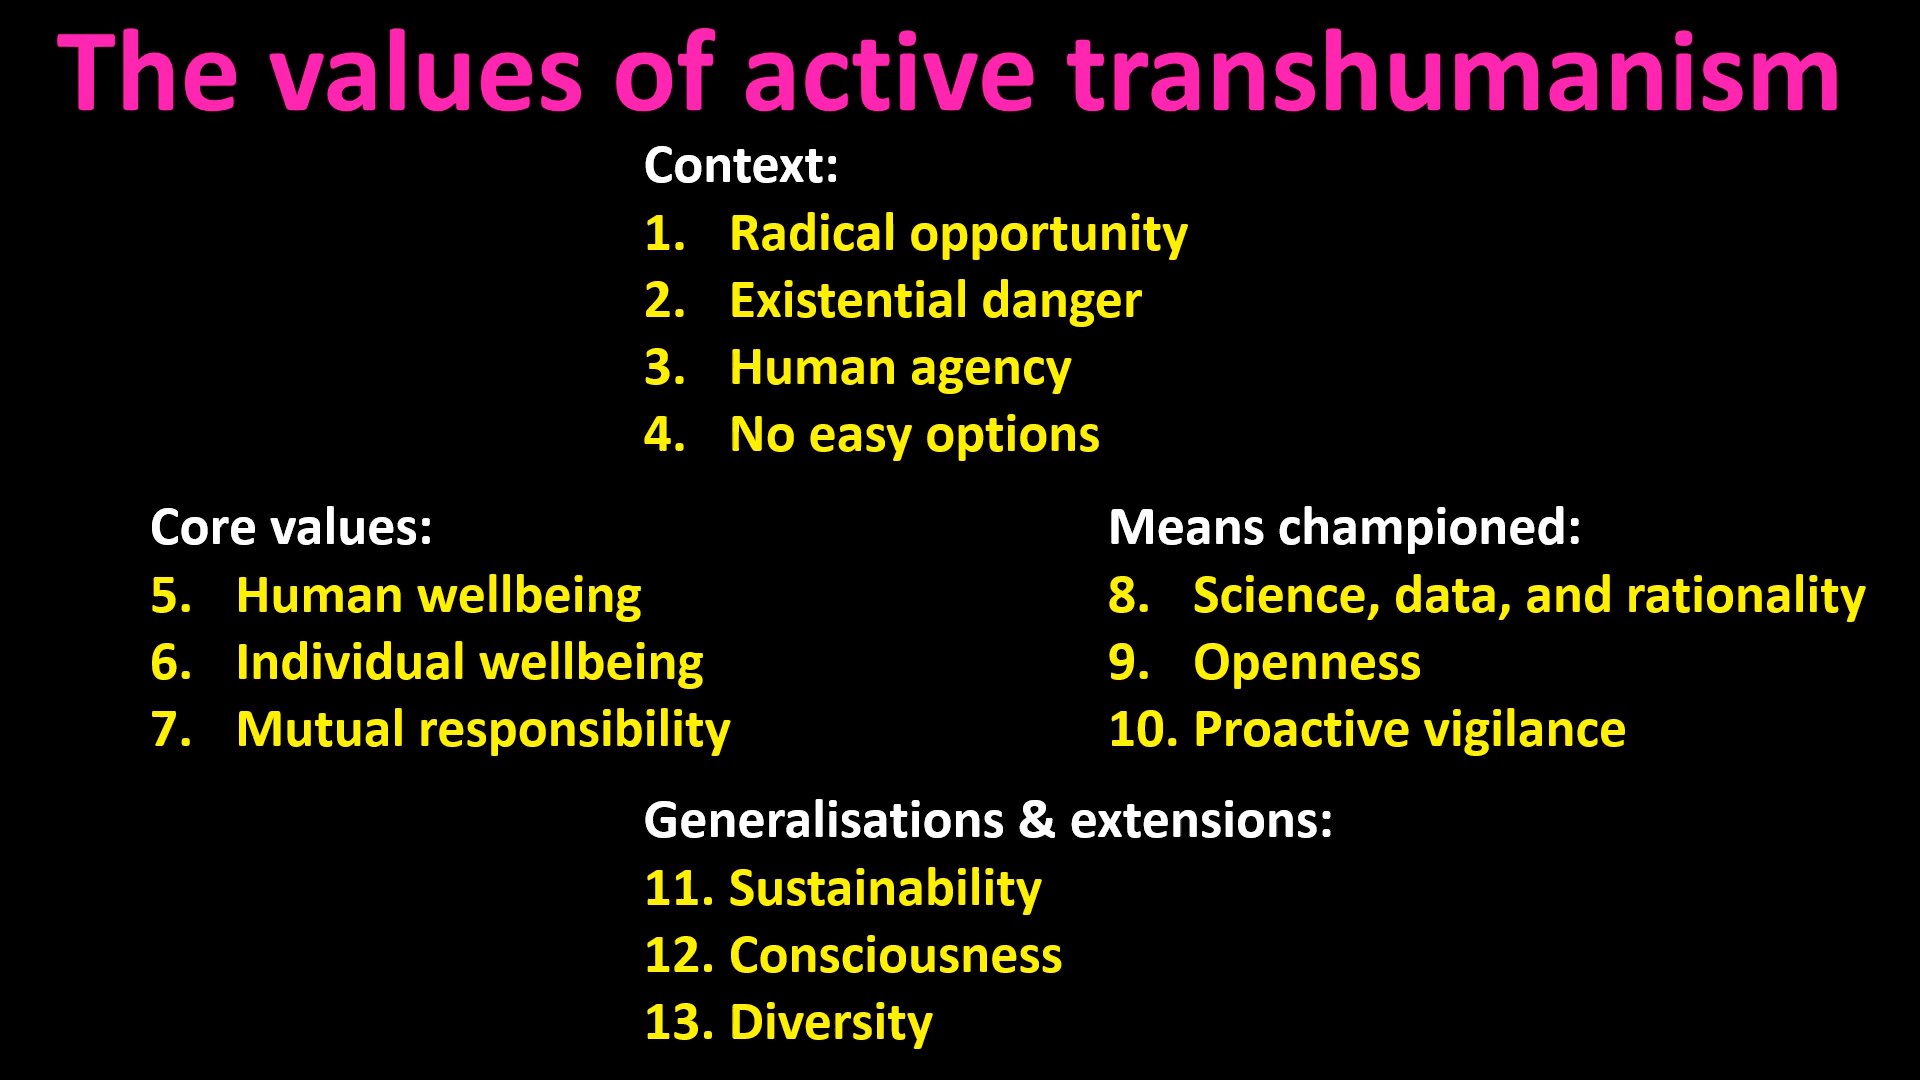 The values of active transhumanism
Context:
1. Radical opportunity
2. Existential danger
3. Human agency
4. No easy options
Core values:
5. Human wellbeing
6. Individual wellbeing
7. Mutual responsibility
Means championed:
8. Science, data, and rationality
9. Openness
10. Proactive vigilance
Generalisations & extensions:
11. Sustainability
12. Consciousness
13. Diversity